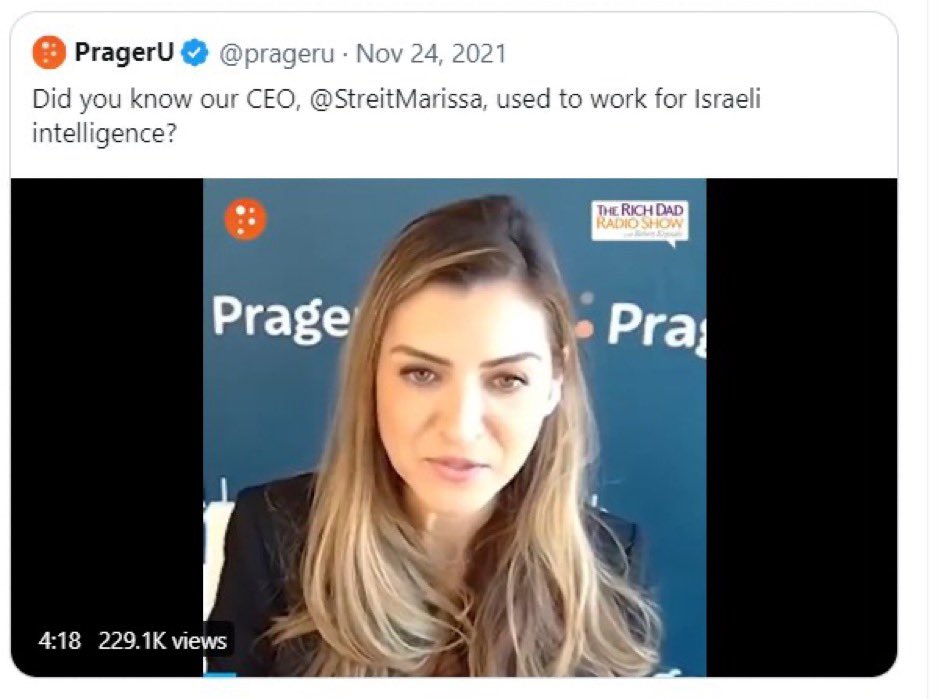 PragerU @prageru · Nov 24, 2021
Did you know our CEO, @StreitMarissa, used to work for Israeli
intelligence?
THE RICH DAD
RADIO SHOW
Prage
Prag
4:18 229.1K views